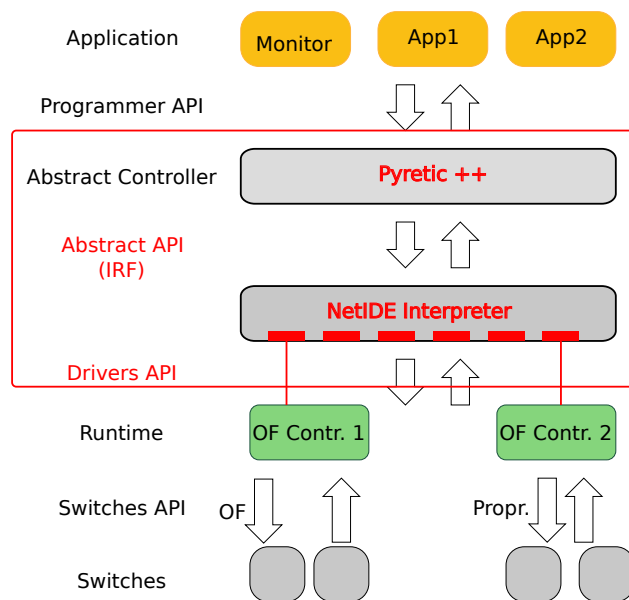 Application
Monitor
App1
App2
Programmer API
Abstract Controller
Pyretic ++
Abstract API
(IRF)
NetIDE Interpreter
Drivers API
Runtime
OF Contr. 1
OF Contr. 2
Switches API
OF
Propr.
Switches